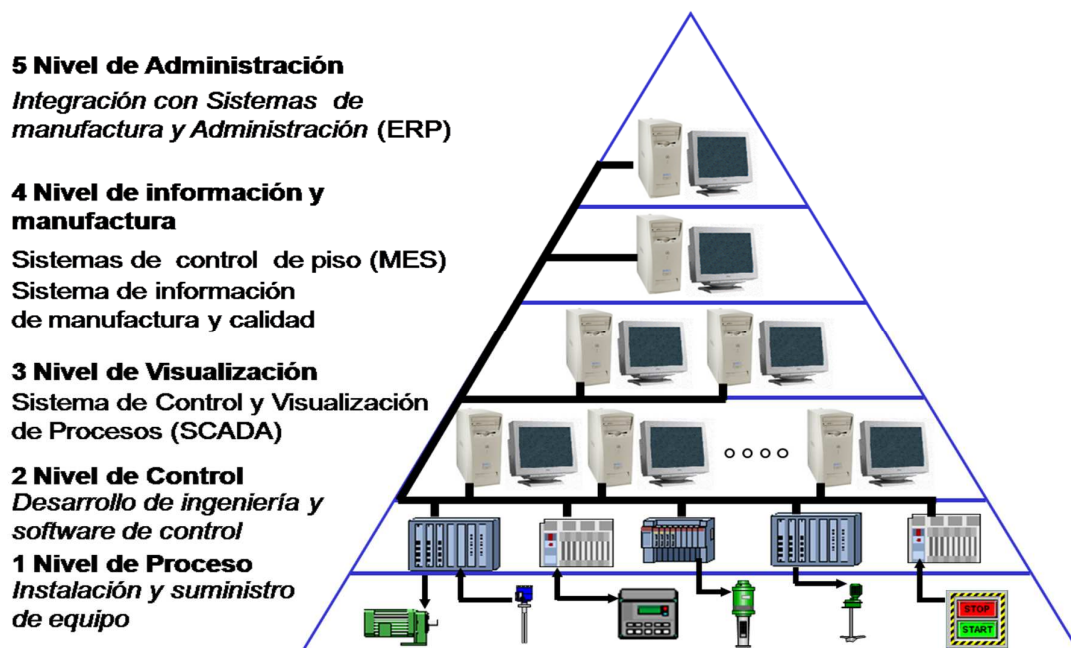 5 Nivel de Administración
Integración con Sistemas de
manufactura y Administración (ERP)
4 Nivel de información y
manufactura
Sistemas de control de piso (MES)
Sistema de información
de manufactura y calidad
3 Nivel de Visualización
Sistema de Control y Visualización
de Procesos (SCADA)
2 Nivel de Control
Desarrollo de ingeniería y
software de control
1 Nivel de Proceso
Instalación y suministro
de equipo
STOP
START